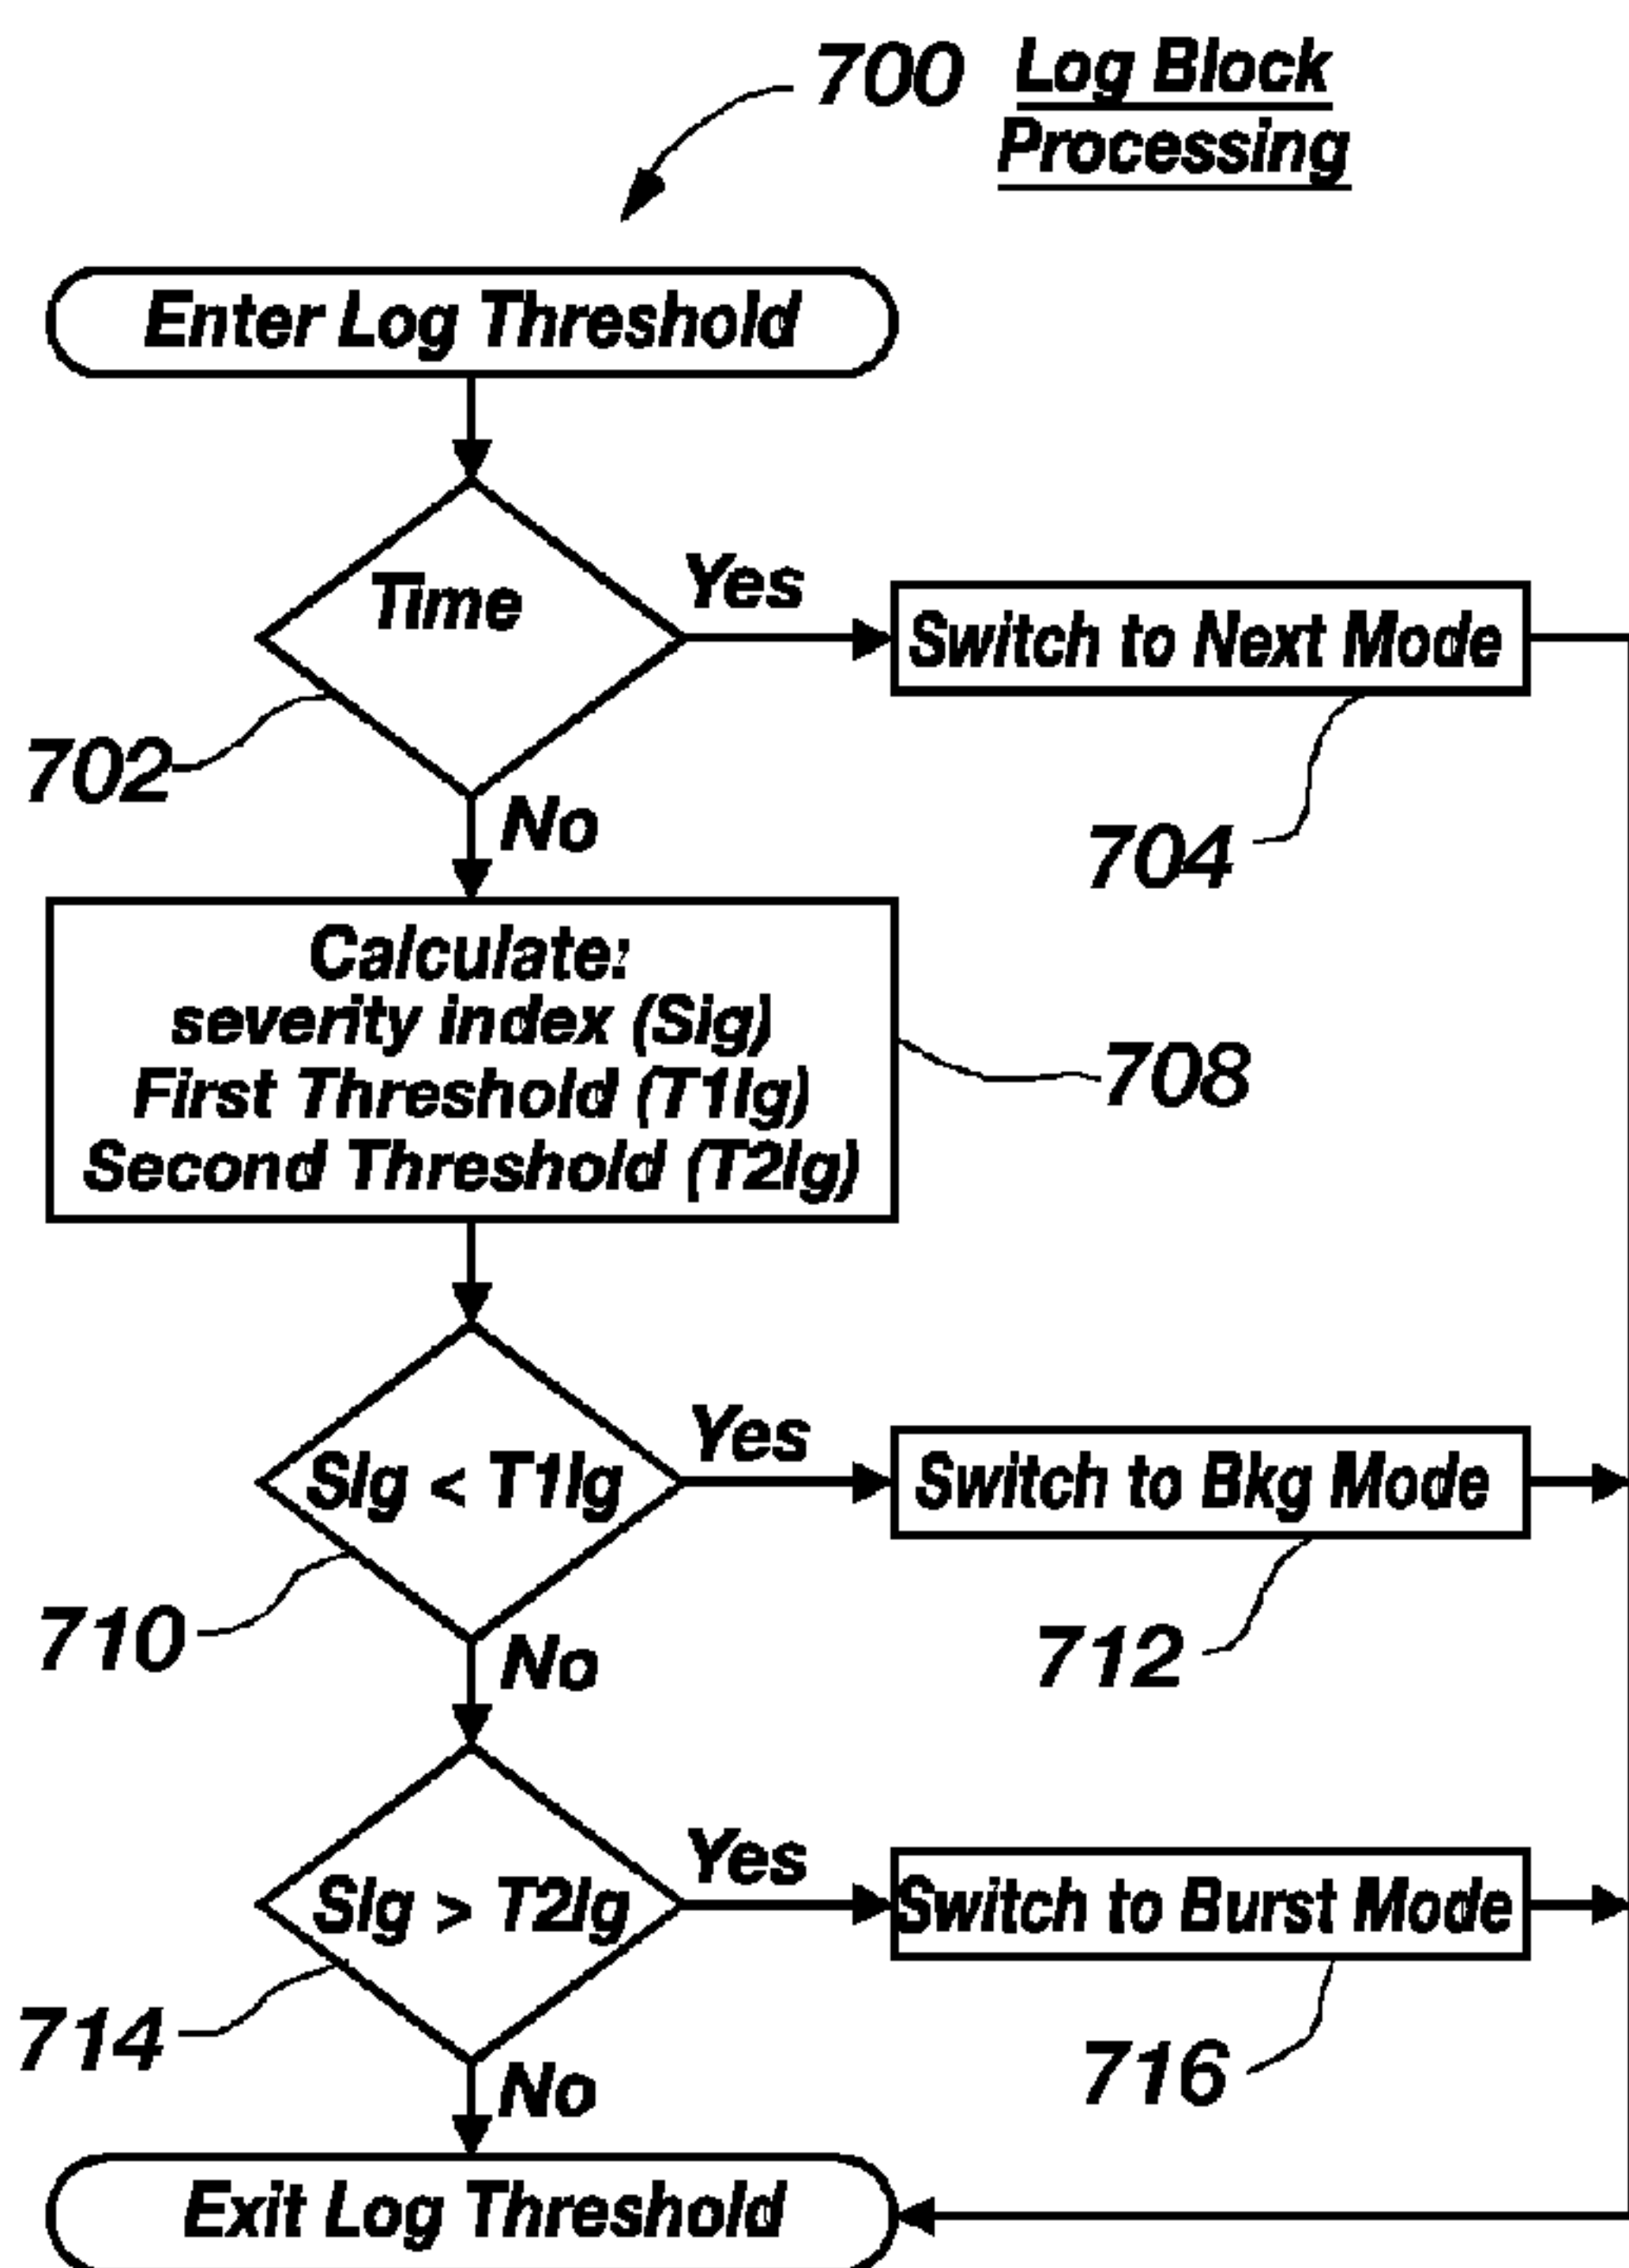 700 Log Block
Processing
Enter Log Threshold
Time
Yes
Switch to Next Mode
702
704
No
Calculate:
severity index (Sig)
First Threshold (T1lg)
Second Threshold (T2lg)
708
Slg < T1lg
Yes
Switch to Bkg Mode
710
712
No
Slg > T2lg
Yes
Switch to Burst Mode
714
716
No
Exit Log Threshold